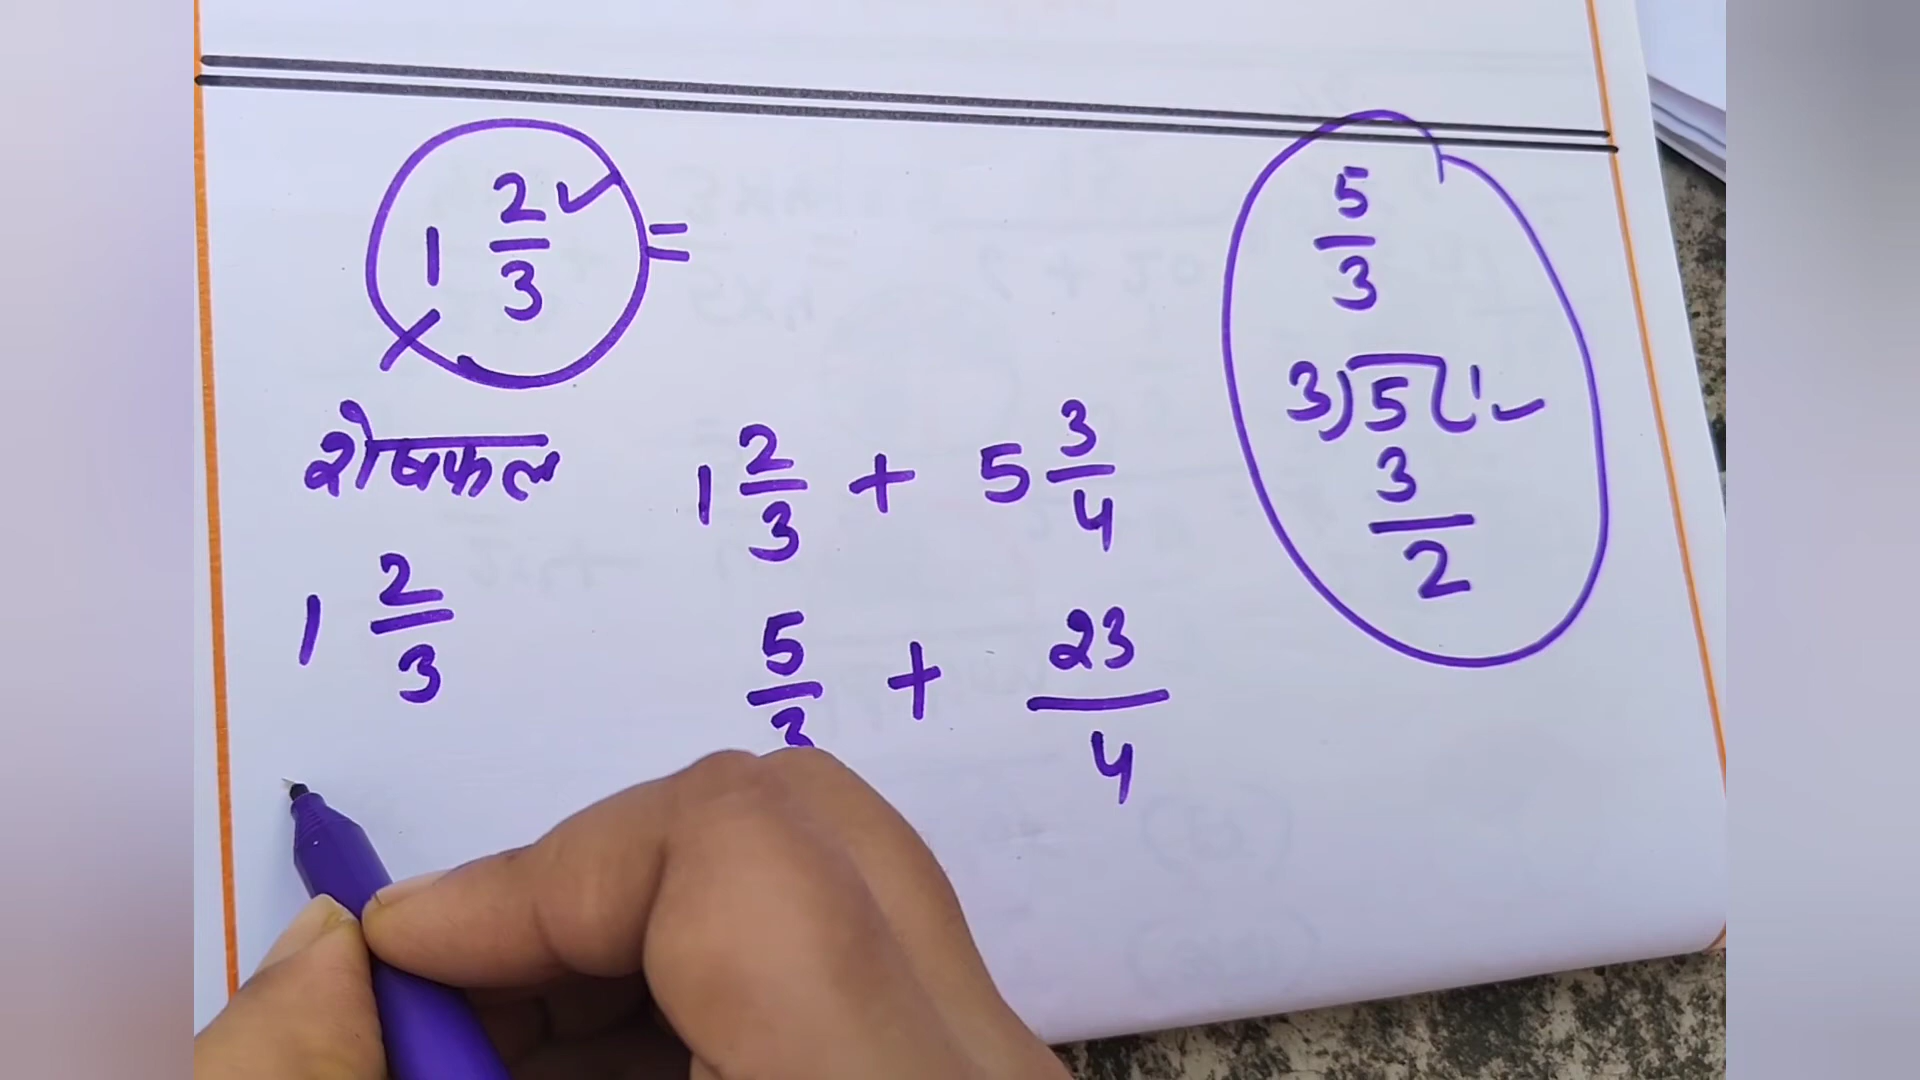 1 2/3 =
शेषफल
1 2/3
1 2/3 + 5 3/4
5/3 + 23/4
5/3
3)5(1
3
2